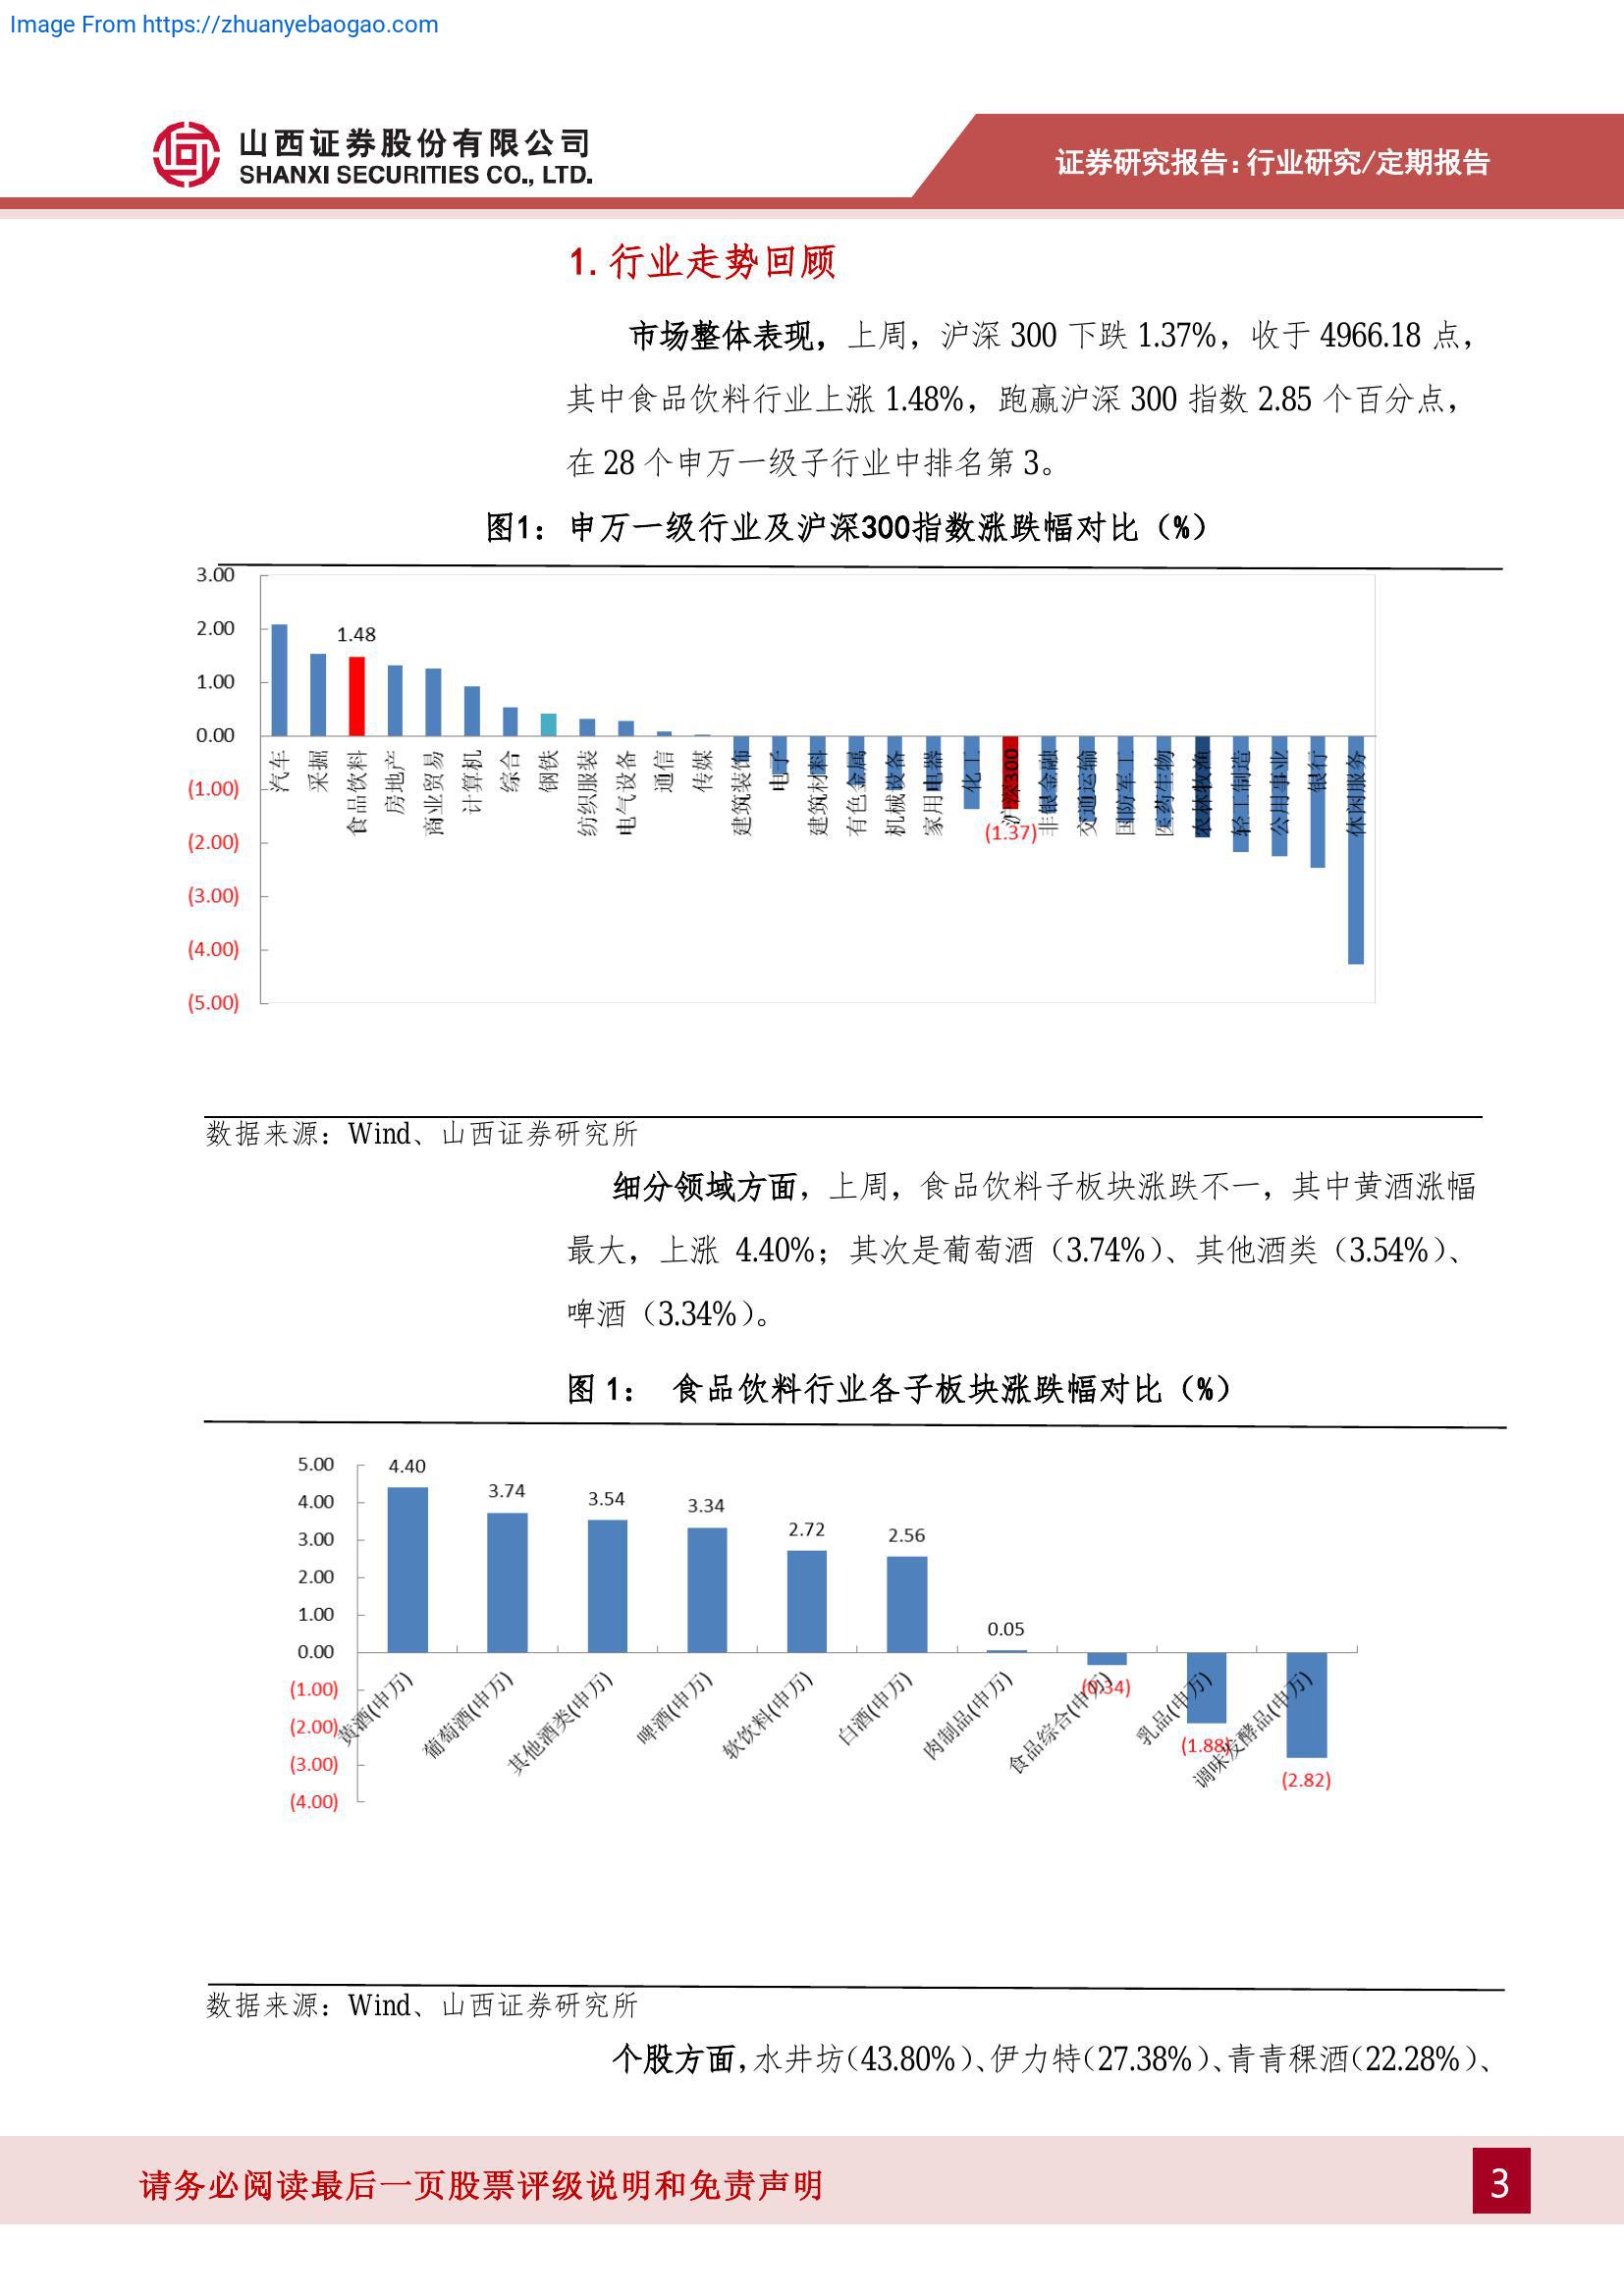 Image From https://zhuanyebaogao.com
山西证券股份有限公司
SHANXI SECURITIES CO., LTD.
证券研究报告：行业研究/定期报告
1. 行业走势回顾
市场整体表现，上周，沪深 300 下跌 1.37%，收于 4966.18 点，
其中食品饮料行业上涨 1.48%，跑赢沪深 300 指数 2.85 个百分点，
在 28 个申万一级子行业中排名第 3。
图1：申万一级行业及沪深300指数涨跌幅对比（%）
3.00
2.00
1.00
0.00
(1.00)
(2.00)
(3.00)
(4.00)
(5.00)
1.48
(1.37)
汽车
采掘
食品饮料
房地产
商业贸易
计算机
综合
钢铁
纺织服装
电气设备
通信
传媒
建筑装饰
电子
建筑材料
有色金属
机械设备
家用电器
化工
沪深300
非银金融
交通运输
国防军工
医药生物
农林牧渔
轻工制造
公用事业
银行
休闲服务
数据来源：Wind、山西证券研究所
细分领域方面，上周，食品饮料子板块涨跌不一，其中黄酒涨幅
最大，上涨 4.40%；其次是葡萄酒（3.74%）、其他酒类（3.54%）、
啤酒（3.34%）。
图 1： 食品饮料行业各子板块涨跌幅对比（%）
5.00
4.00
3.00
2.00
1.00
0.00
(1.00)
(2.00)
(3.00)
(4.00)
4.40
3.74
3.54
3.34
2.72
2.56
0.05
(0.34)
(1.88)
(2.82)
黄酒(申万)
葡萄酒(申万)
其他酒类(申万)
啤酒(申万)
软饮料(申万)
白酒(申万)
肉制品(申万)
食品综合(申万)
乳品(申万)
调味发酵品(申万)
数据来源：Wind、山西证券研究所
个股方面，水井坊（43.80%）、伊力特（27.38%）、青青稞酒（22.28%）、
请务必阅读最后一页股票评级说明和免责声明
3